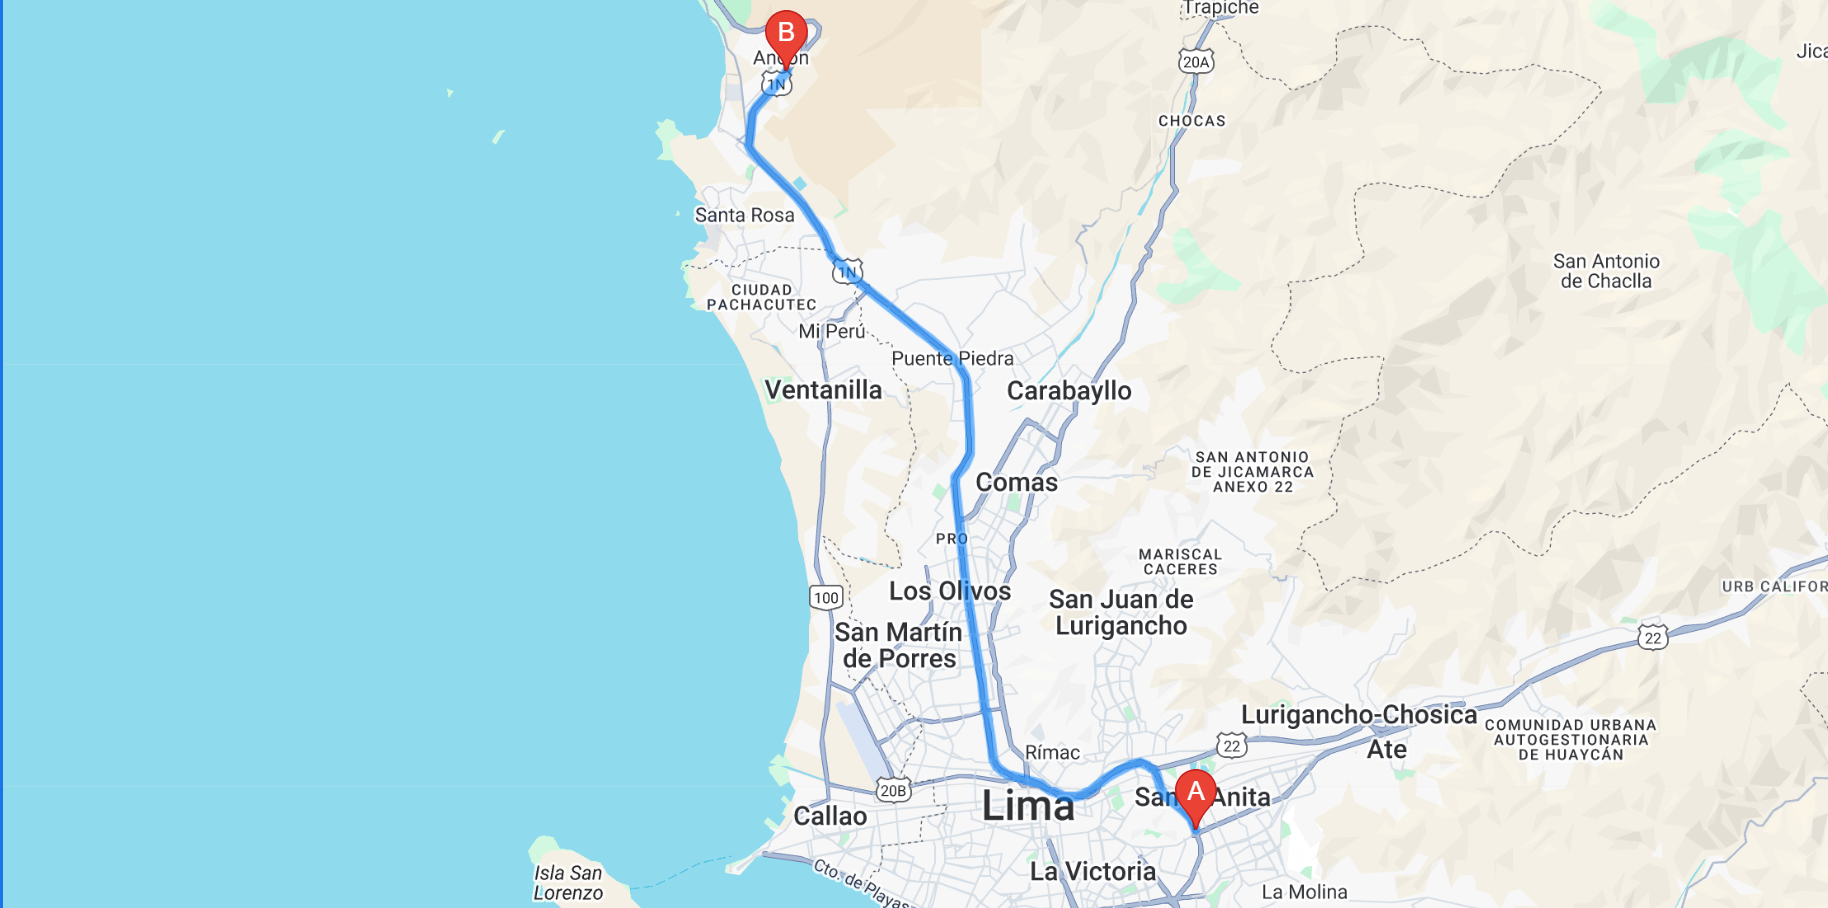 Trapiche
B
Ancón
1N
20A
Jica
CHOCAS
Santa Rosa
1N
San Antonio
de Chaclla
CIUDAD
PACHACUTEC
Mi Perú
Puente Piedra
Ventanilla
Carabayllo
SAN ANTONIO
DE JICAMARCA
ANEXO 22
Comas
PRO
MARISCAL
CACERES
Los Olivos
100
San Juan de
Lurigancho
URB CALIFOR
San Martín
de Porres
22
Lurigancho-Chosica
Ate
COMUNIDAD URBANA
AUTOGESTIONARIA
DE HUAYCÁN
22
Rímac
20B
Lima
A
Santa Anita
Callao
Isla San
Lorenzo
Cto. de Playas
La Victoria
La Molina